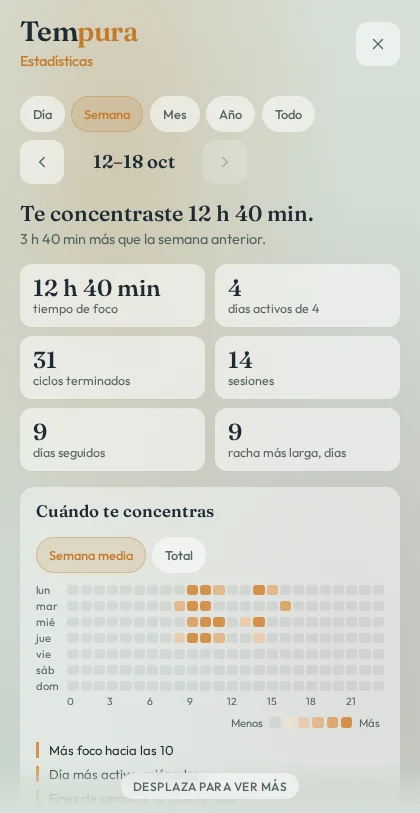 Tempura
Estadísticas
Día
Semana
Mes
Año
Todo
12–18 oct
Te concentraste 12 h 40 min.
3 h 40 min más que la semana anterior.
12 h 40 min
tiempo de foco
4
días activos de 4
31
ciclos terminados
14
sesiones
9
días seguidos
9
racha más larga, días
Cuándo te concentras
Semana media
Total
lun
mar
mié
jue
vie
sáb
dom
0 3 6 9 12 15 18 21
Menos
Más
Más foco hacia las 10
Día más activo: miércoles
DESPLAZA PARA VER MÁS
Fines de semana: